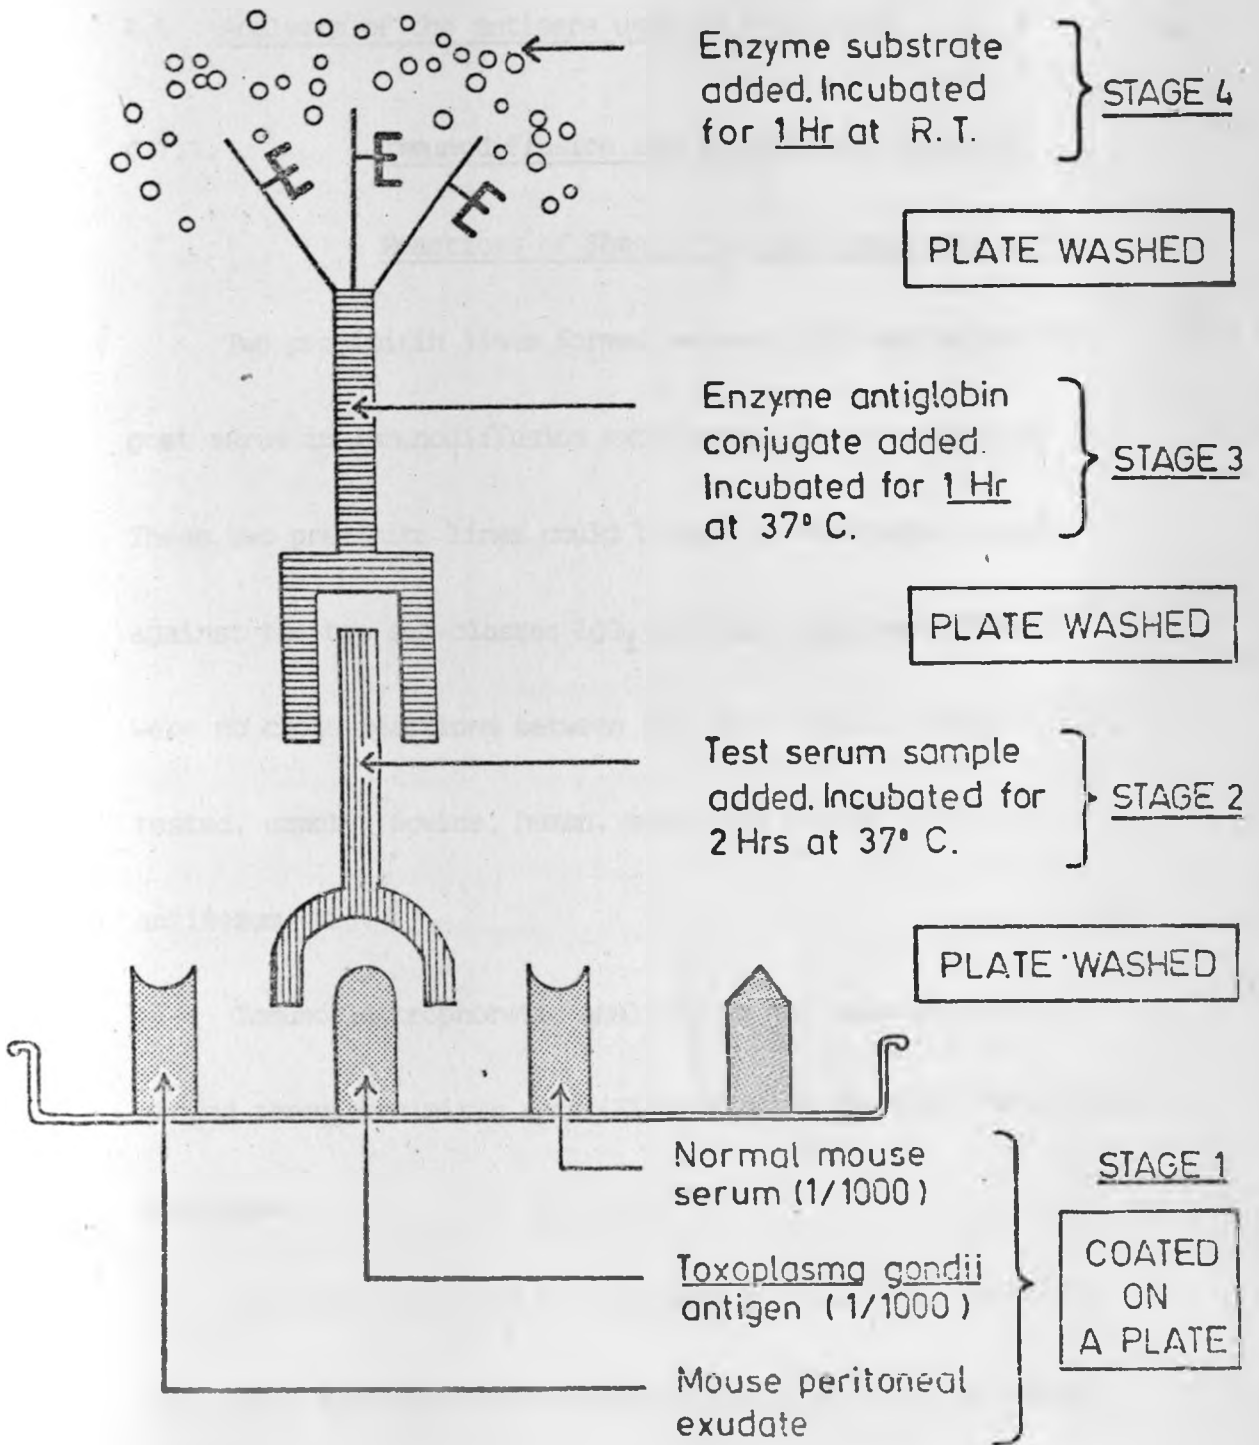 Enzyme substrate
added. Incubated
for 1 Hr at R. T.
STAGE 4
E
E
E
PLATE WASHED
Enzyme antiglobin
conjugate added.
Incubated for 1 Hr
at 37° C.
STAGE 3
PLATE WASHED
Test serum sample
added. Incubated for
2 Hrs at 37° C.
STAGE 2
PLATE WASHED
Normal mouse
serum (1/1000)
Toxoplasma gondii
antigen (1/1000)
Mouse peritoneal
exudate
STAGE 1
COATED
ON
A PLATE